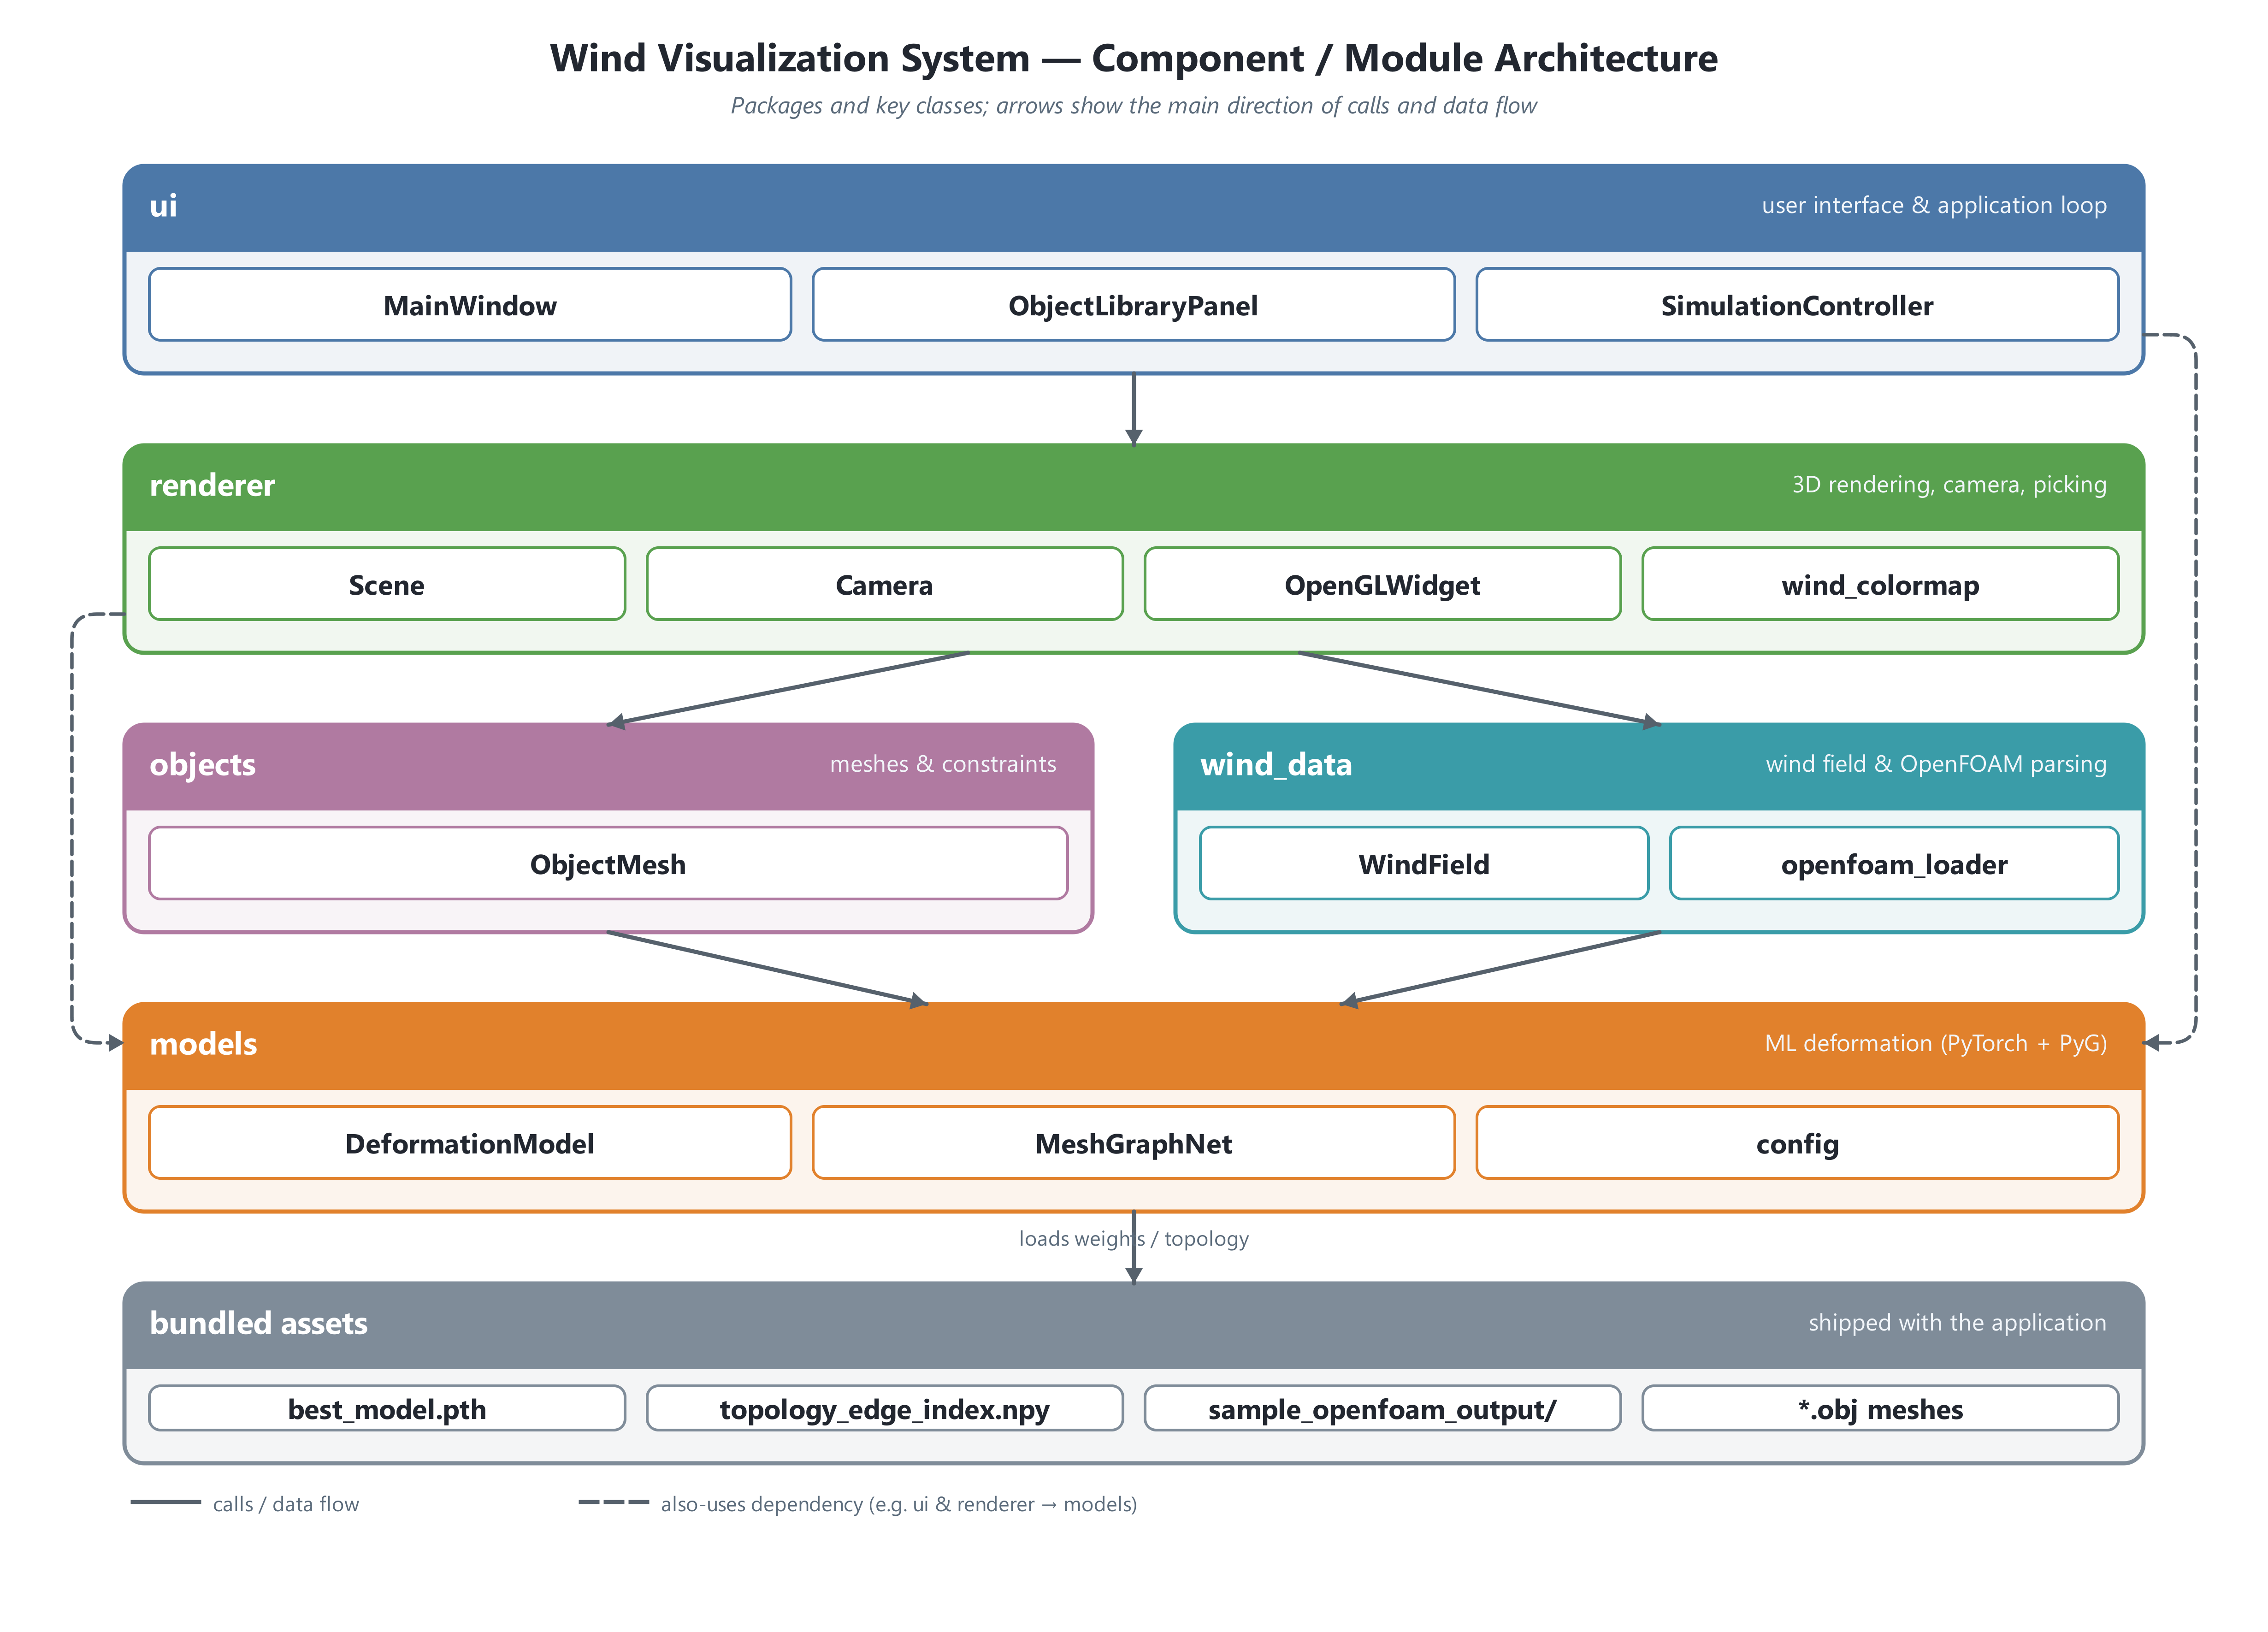 Wind Visualization System — Component / Module Architecture
Packages and key classes; arrows show the main direction of calls and data flow
ui
user interface & application loop
MainWindow
ObjectLibraryPanel
SimulationController
renderer
3D rendering, camera, picking
Scene
Camera
OpenGLWidget
wind_colormap
objects
meshes & constraints
ObjectMesh
wind_data
wind field & OpenFOAM parsing
WindField
openfoam_loader
models
ML deformation (PyTorch + PyG)
DeformationModel
MeshGraphNet
config
loads weights / topology
bundled assets
shipped with the application
best_model.pth
topology_edge_index.npy
sample_openfoam_output/
*.obj meshes
calls / data flow
also-uses dependency (e.g. ui & renderer → models)